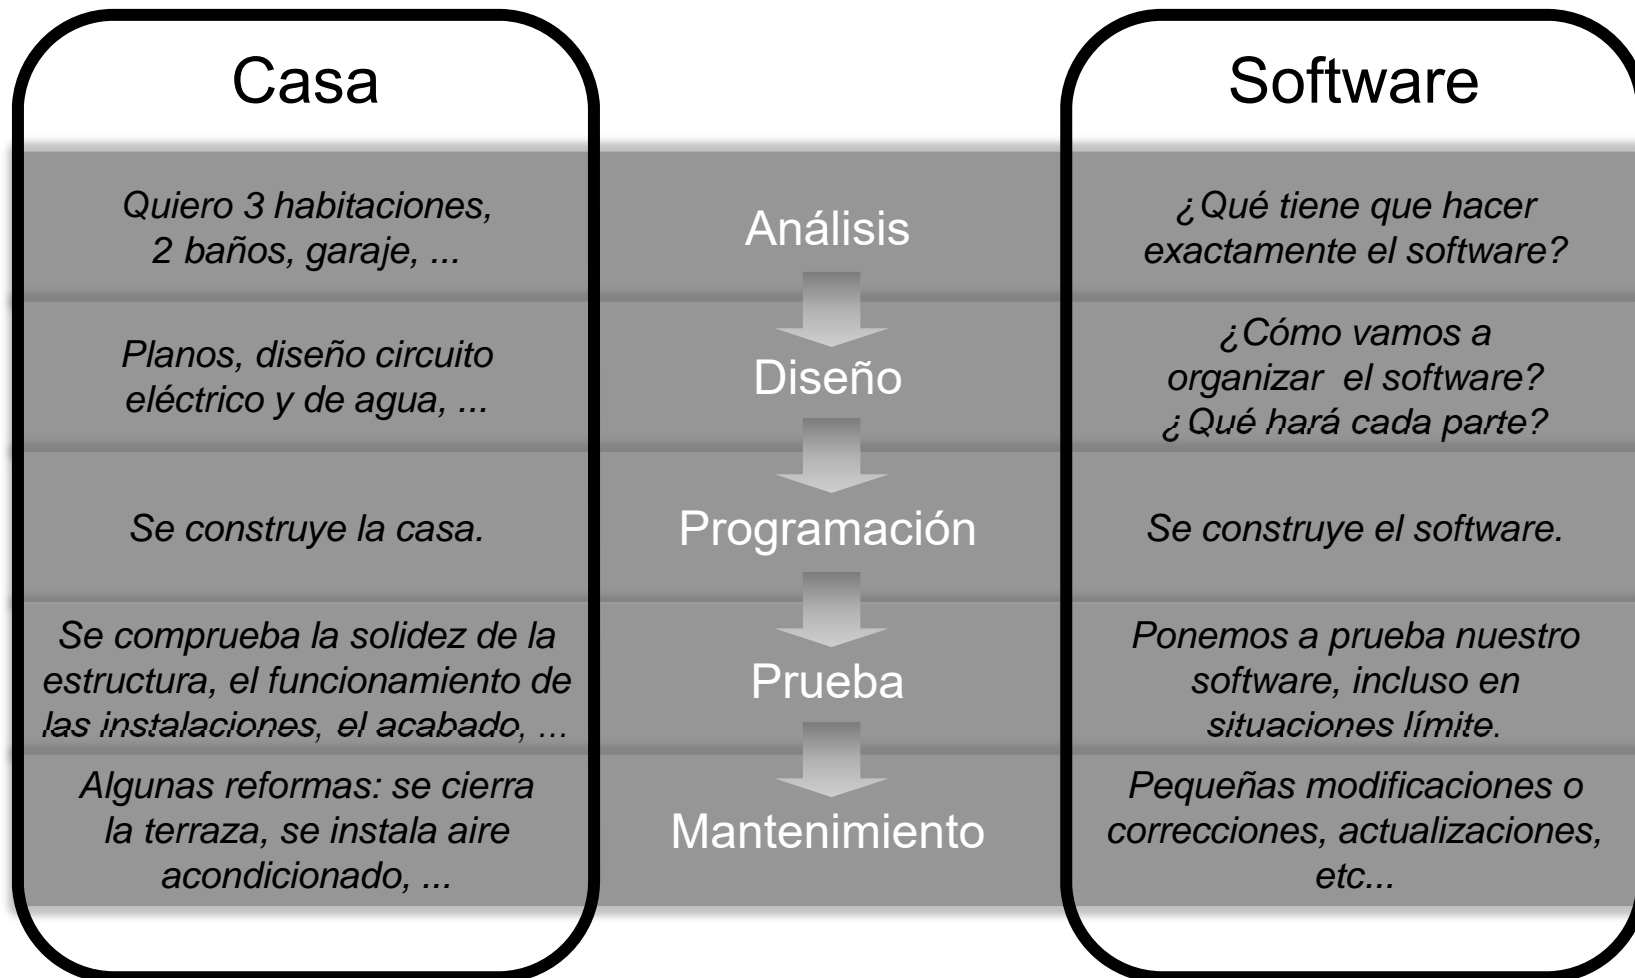 Casa
Software
Quiero 3 habitaciones,
2 baños, garaje, ...
Análisis
¿Qué tiene que hacer
exactamente el software?
Planos, diseño circuito
eléctrico y de agua, ...
Diseño
¿Cómo vamos a
organizar  el software?
¿Qué hará cada parte?
Se construye la casa.
Programación
Se construye el software.
Se comprueba la solidez de la
estructura, el funcionamiento de
las instalaciones, el acabado, ...
Prueba
Ponemos a prueba nuestro
software, incluso en
situaciones límite.
Algunas reformas: se cierra
la terraza, se instala aire
acondicionado, ...
Mantenimiento
Pequeñas modificaciones o
correcciones, actualizaciones,
etc...